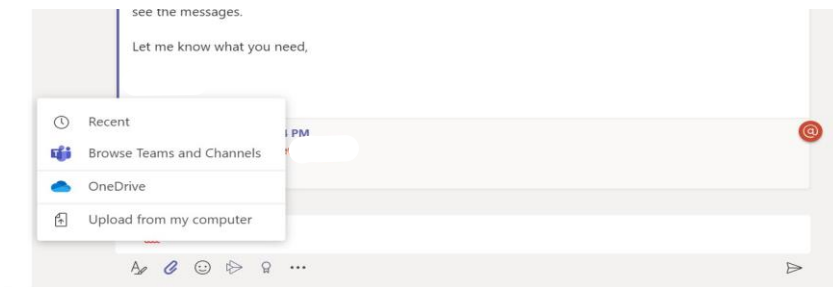 see the messages.
Let me know what you need,
Recent
PM
Browse Teams and Channels
OneDrive
Upload from my computer